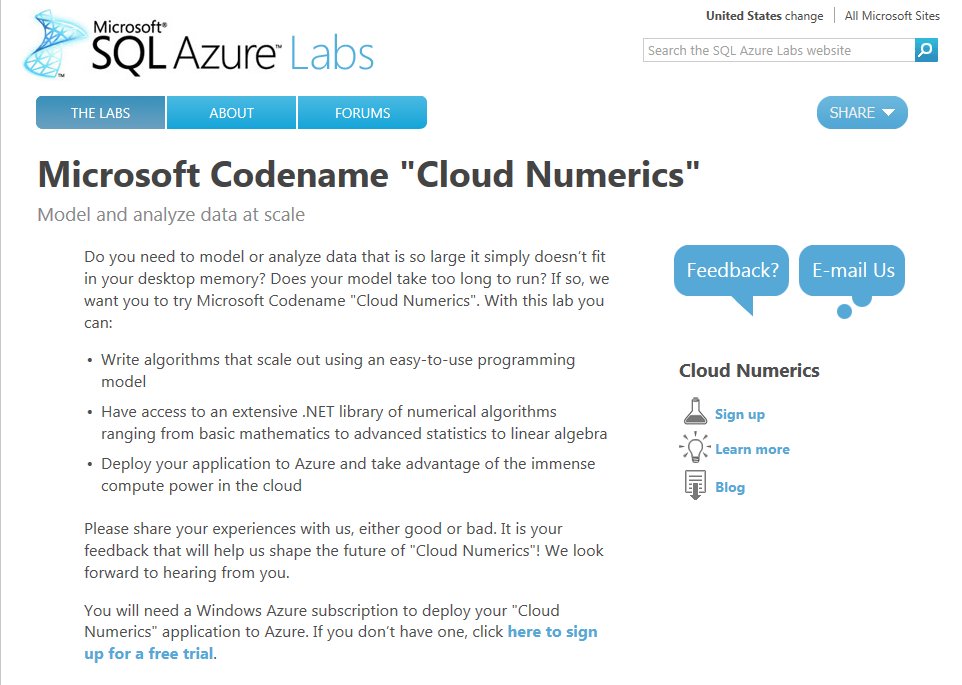 United States change | All Microsoft Sites
Microsoft®
SQL Azure™ Labs
Search the SQL Azure Labs website
THE LABS ABOUT FORUMS SHARE
Microsoft Codename "Cloud Numerics"
Model and analyze data at scale
Do you need to model or analyze data that is so large it simply doesn't fit
in your desktop memory? Does your model take too long to run? If so, we
want you to try Microsoft Codename "Cloud Numerics". With this lab you
can:
• Write algorithms that scale out using an easy-to-use programming
model
• Have access to an extensive .NET library of numerical algorithms
ranging from basic mathematics to advanced statistics to linear algebra
• Deploy your application to Azure and take advantage of the immense
compute power in the cloud
Please share your experiences with us, either good or bad. It is your
feedback that will help us shape the future of "Cloud Numerics"! We look
forward to hearing from you.
You will need a Windows Azure subscription to deploy your "Cloud
Numerics" application to Azure. If you don't have one, click here to sign
up for a free trial.
Feedback? E-mail Us
Cloud Numerics
Sign up
Learn more
Blog